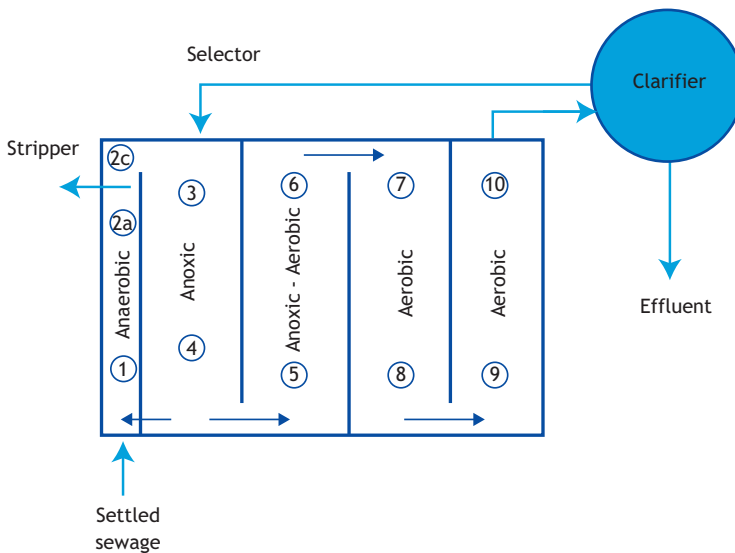 Selector
Clarifier
Stripper
2c
2a
1
Anaerobic
3
4
Anoxic
6
5
Anoxic - Aerobic
7
8
Aerobic
10
9
Aerobic
Effluent
Settled
sewage